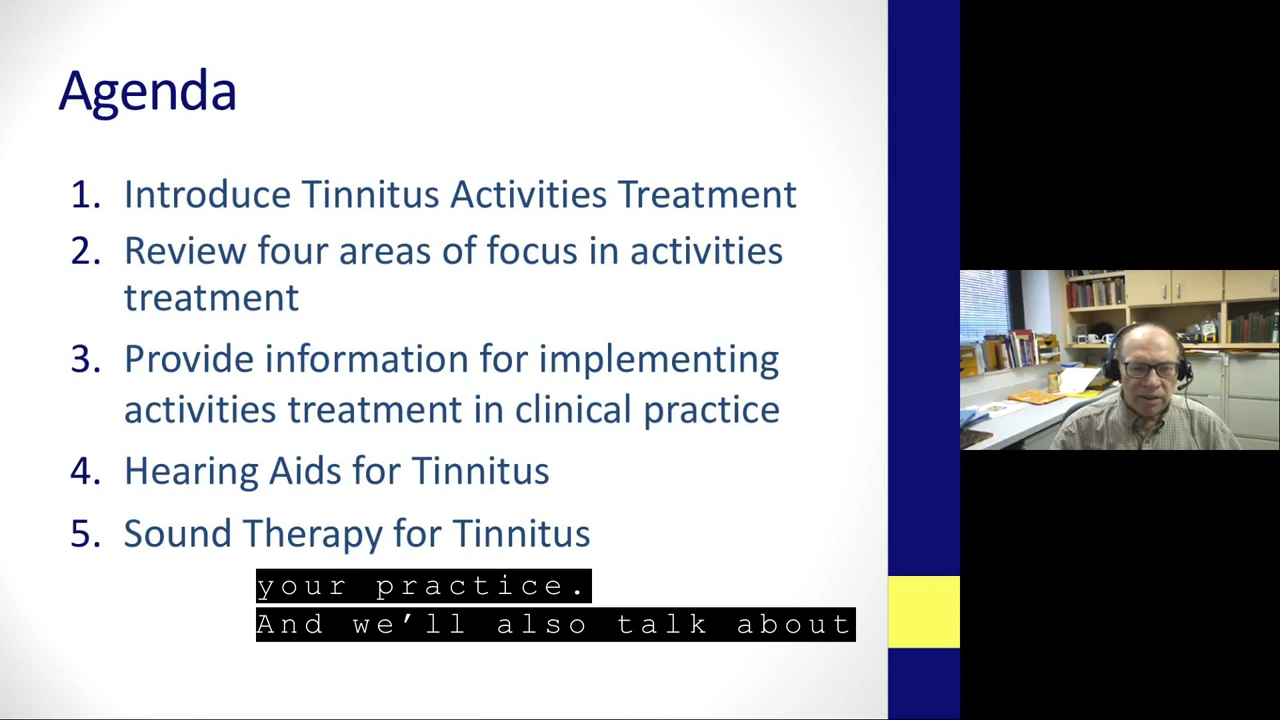 Agenda
1. Introduce Tinnitus Activities Treatment
2. Review four areas of focus in activities
treatment
3. Provide information for implementing
activities treatment in clinical practice
4. Hearing Aids for Tinnitus
5. Sound Therapy for Tinnitus
your practice.
And we’ll also talk about